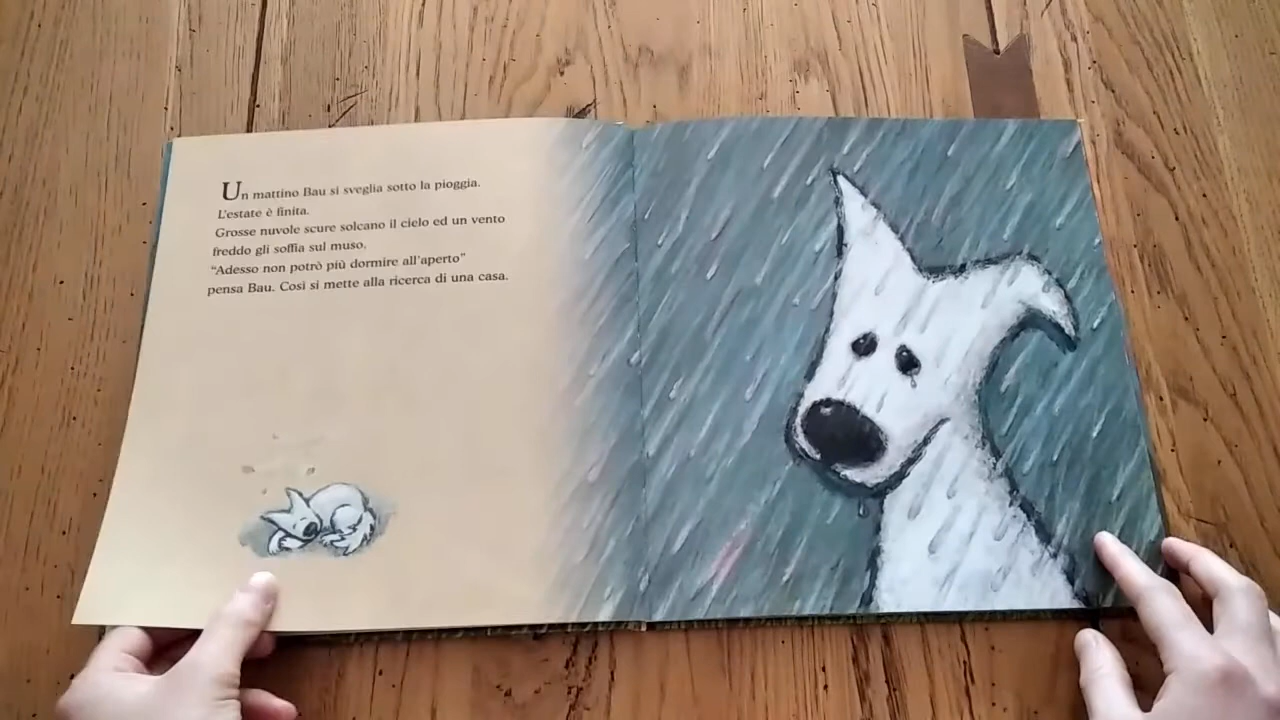 Un mattino Bau si sveglia sotto la pioggia.
L'estate è finita.
Grosse nuvole scure solcano il cielo ed un vento
freddo gli soffia sul muso.
“Adesso non potrò più dormire all'aperto”
pensa Bau. Così si mette alla ricerca di una casa.